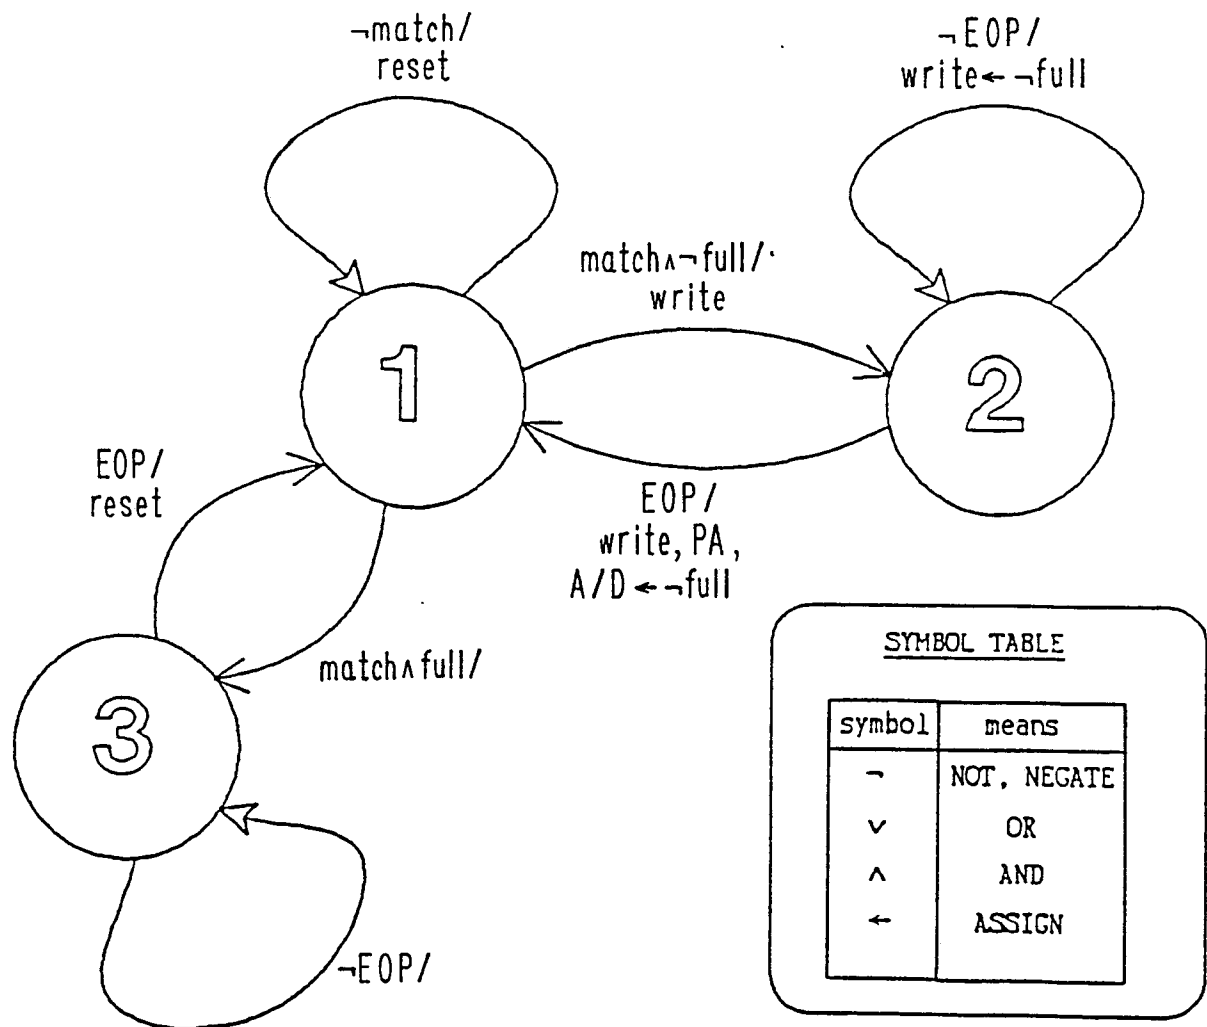 ¬match/
reset
¬EOP/
write← ¬full
match∧¬full/
write
1
2
EOP/
reset
EOP/
write, PA,
A/D ← ¬full
match∧full/
3
¬EOP/
SYMBOL TABLE
symbol means
¬ NOT, NEGATE
∨ OR
∧ AND
← ASSIGN